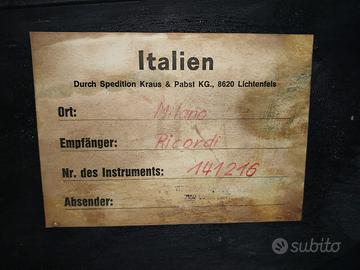 Italien
Durch Spedition Kraus & Pabst KG., 8620 Lichtenfels
Ort: Milano
Empfänger: Ricordi
Nr. des Instruments: 141216
Absender:
subito